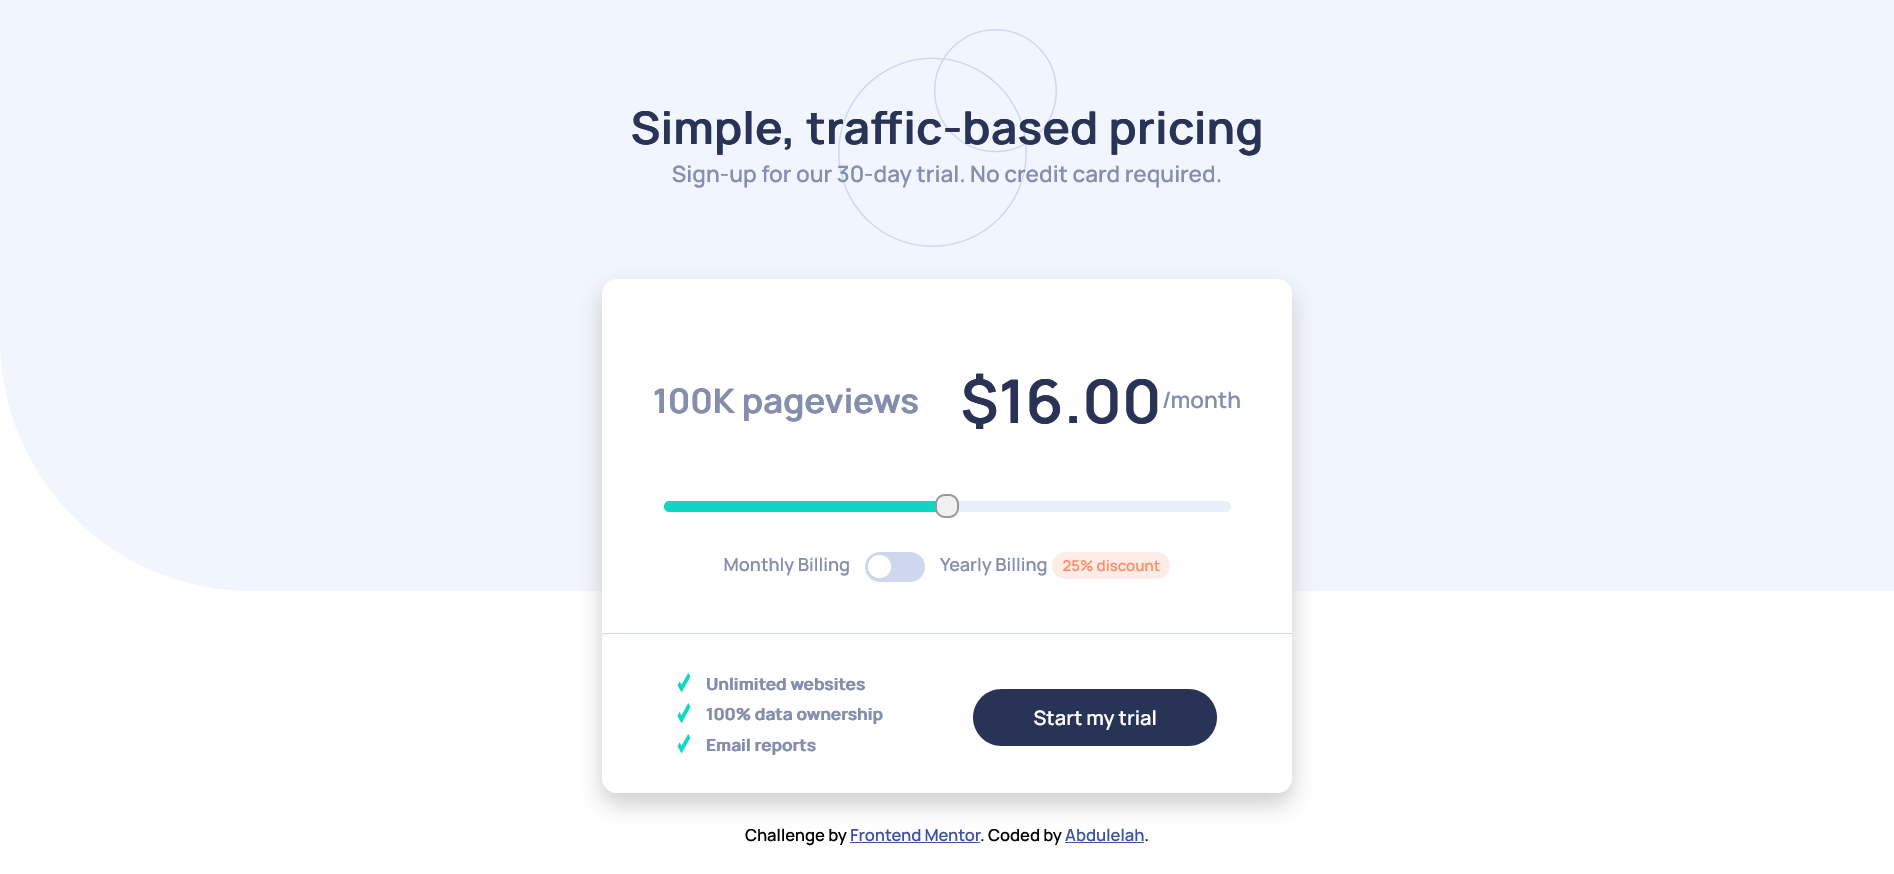 Simple, traffic-based pricing
Sign-up for our 30-day trial. No credit card required.
100K pageviews $16.00/month
Monthly Billing Yearly Billing 25% discount
Unlimited websites
100% data ownership
Email reports
Start my trial
Challenge by Frontend Mentor. Coded by Abdulelah.